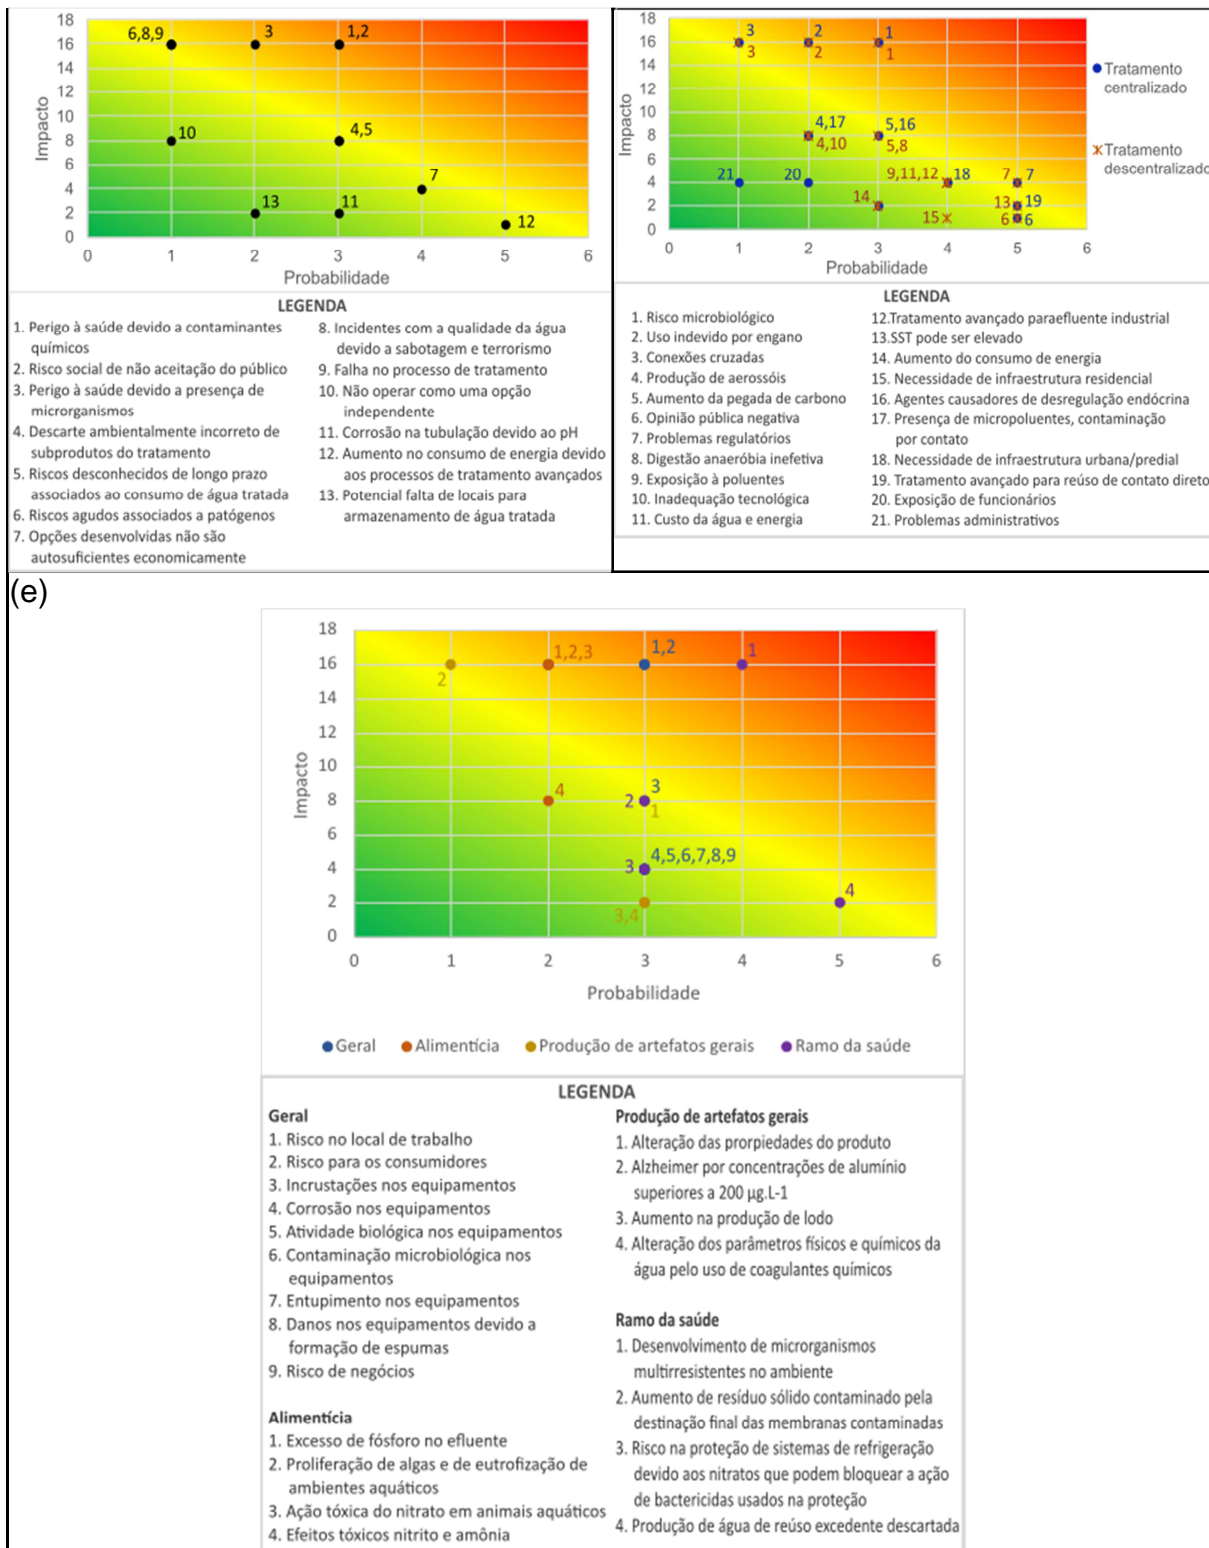 18
16
14
12
10
8
6
4
2
0
Impacto
6,8,9
3
1,2
10
4,5
7
13
11
12
0 1 2 3 4 5 6
Probabilidade
LEGENDA
1. Perigo à saúde devido a contaminantes
químicos
2. Risco social de não aceitação do público
3. Perigo à saúde devido a presença de
microrganismos
4. Descarte ambientalmente incorreto de
subprodutos do tratamento
5. Riscos desconhecidos de longo prazo
associados ao consumo de água tratada
6. Riscos agudos associados a patógenos
7. Opções desenvolvidas não são
autosuficientes economicamente
8. Incidentes com a qualidade da água
devido a sabotagem e terrorismo
9. Falha no processo de tratamento
10. Não operar como uma opção
independente
11. Corrosão na tubulação devido ao pH
12. Aumento no consumo de energia devido
aos processos de tratamento avançados
13. Potencial falta de locais para
armazenamento de água tratada
18
16
14
12
10
8
6
4
2
0
Impacto
3
3
2
2
1
1
4,17
4,10
5,16
5,8
21
20
9,11,12
18
7
7
14
13
19
15
6
6
0 1 2 3 4 5 6
Probabilidade
Tratamento
centralizado
Tratamento
descentralizado
LEGENDA
1. Risco microbiológico
2. Uso indevido por engano
3. Conexões cruzadas
4. Produção de aerossóis
5. Aumento da pegada de carbono
6. Opinião pública negativa
7. Problemas regulatórios
8. Digestão anaeróbia inefetiva
9. Exposição à poluentes
10. Inadequação tecnológica
11. Custo da água e energia
12.Tratamento avançado paraefluente industrial
13.SST pode ser elevado
14. Aumento do consumo de energia
15. Necessidade de infraestrutura residencial
16. Agentes causadores de desregulação endócrina
17. Presença de micropoluentes, contaminação
por contato
18. Necessidade de infraestrutura urbana/predial
19. Tratamento avançado para reúso de contato direto
20. Exposição de funcionários
21. Problemas administrativos
(e)
18
16
14
12
10
8
6
4
2
0
Impacto
2
1,2,3
1,2
1
4
2
3
1
3
4,5,6,7,8,9
3,4
4
0 1 2 3 4 5 6
Probabilidade
Geral Alimentícia Produção de artefatos gerais Ramo da saúde
LEGENDA
Geral
1. Risco no local de trabalho
2. Risco para os consumidores
3. Incrustações nos equipamentos
4. Corrosão nos equipamentos
5. Atividade biológica nos equipamentos
6. Contaminação microbiológica nos
equipamentos
7. Entupimento nos equipamentos
8. Danos nos equipamentos devido a
formação de espumas
9. Risco de negócios
Alimentícia
1. Excesso de fósforo no efluente
2. Proliferação de algas e de eutrofização de
ambientes aquáticos
3. Ação tóxica do nitrato em animais aquáticos
4. Efeitos tóxicos nitrito e amônia
Produção de artefatos gerais
1. Alteração das prorpiedades do produto
2. Alzheimer por concentrações de alumínio
superiores a 200 µg.L-1
3. Aumento na produção de lodo
4. Alteração dos parâmetros físicos e químicos da
água pelo uso de coagulantes químicos
Ramo da saúde
1. Desenvolvimento de microrganismos
multirresistentes no ambiente
2. Aumento de resíduo sólido contaminado pela
destinação final das membranas contaminadas
3. Risco na proteção de sistemas de refrigeração
devido aos nitratos que podem bloquear a ação
de bactericidas usados na proteção
4. Produção de água de reúso excedente descartada